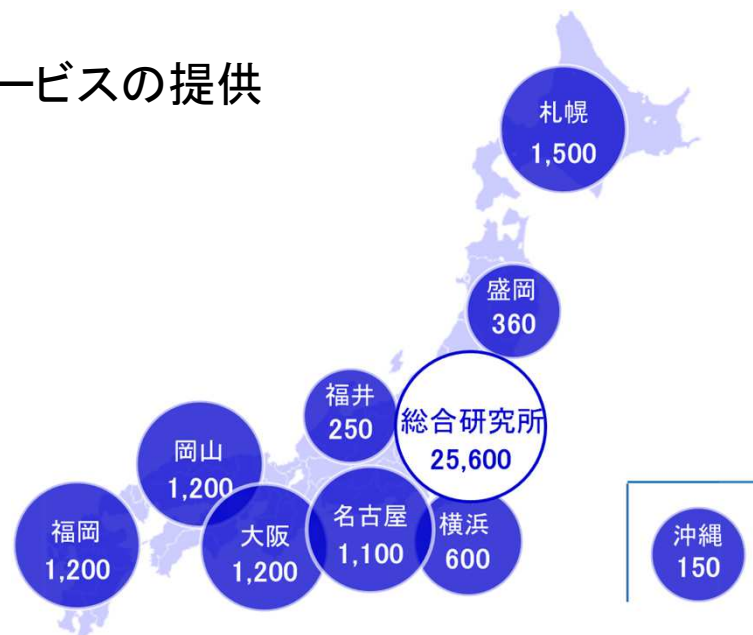 ービスの提供
札幌
1,500
盛岡
360
福井
250
総合研究所
25,600
岡山
1,200
福岡
1,200
大阪
1,200
名古屋
1,100
横浜
600
沖縄
150